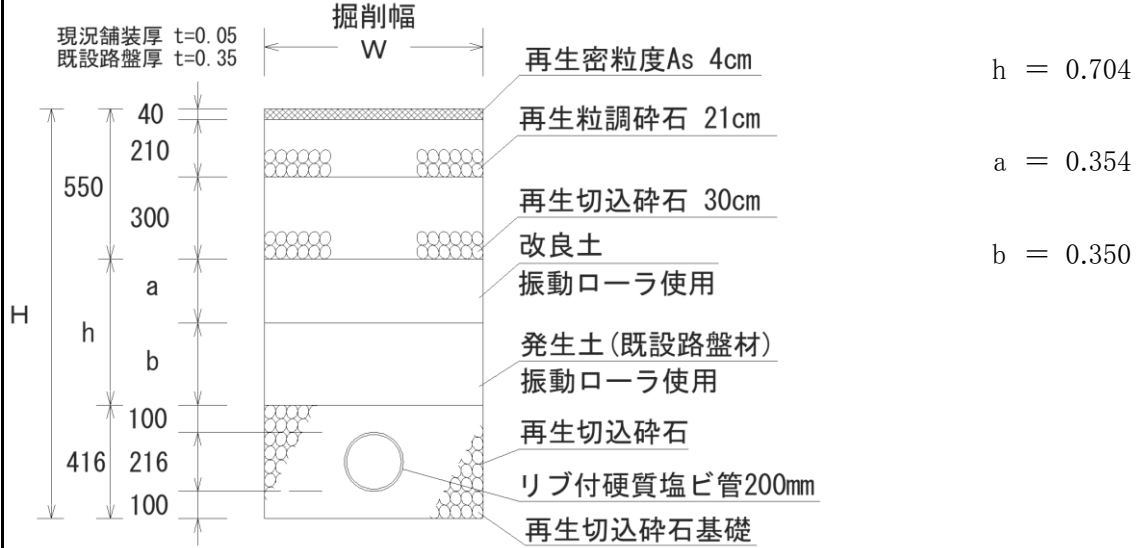 掘削幅
W
現況舗装厚 t=0.05
既設路盤厚 t=0.35
再生密粒度As 4cm
h = 0.704
40
再生粒調砕石 21cm
210
a = 0.354
550
再生切込砕石 30cm
300
改良土
b = 0.350
振動ローラ使用
a
H
h
発生土(既設路盤材)
b
振動ローラ使用
100
再生切込砕石
416
216
リブ付硬質塩ビ管200mm
100
再生切込砕石基礎